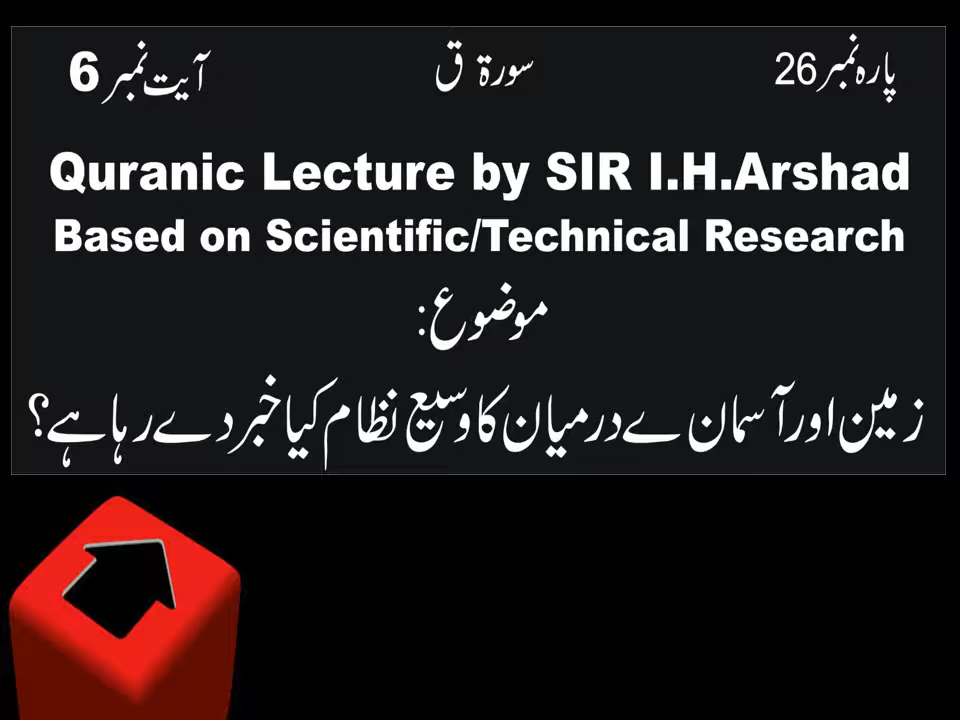 پارہ نمبر 26 سورۃ ق آیت نمبر 6
Quranic Lecture by SIR I.H.Arshad
Based on Scientific/Technical Research
موضوع:
زمین اور آسمان ے درمیان کا وسیع نظام کیا خبر دے رہا ہے؟